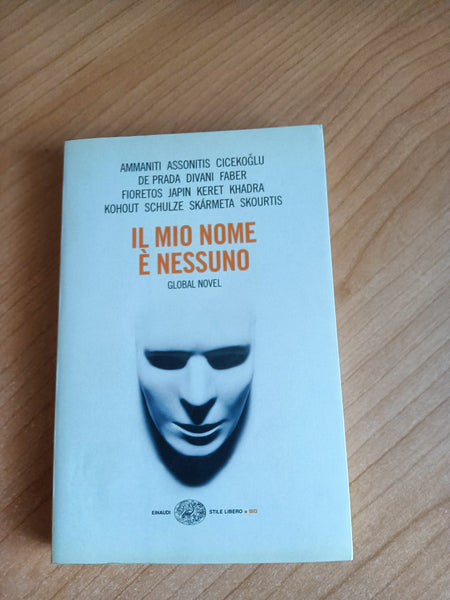 AMMANITI ASSONITIS CICEKOĞLU
DE PRADA DIVANI FABER
FIORETOS JAPIN KERET KHADRA
KOHOUT SCHULZE SKÁRMETA SKOURTIS
IL MIO NOME
È NESSUNO
GLOBAL NOVEL
EINAUDI STILE LIBERO BIG